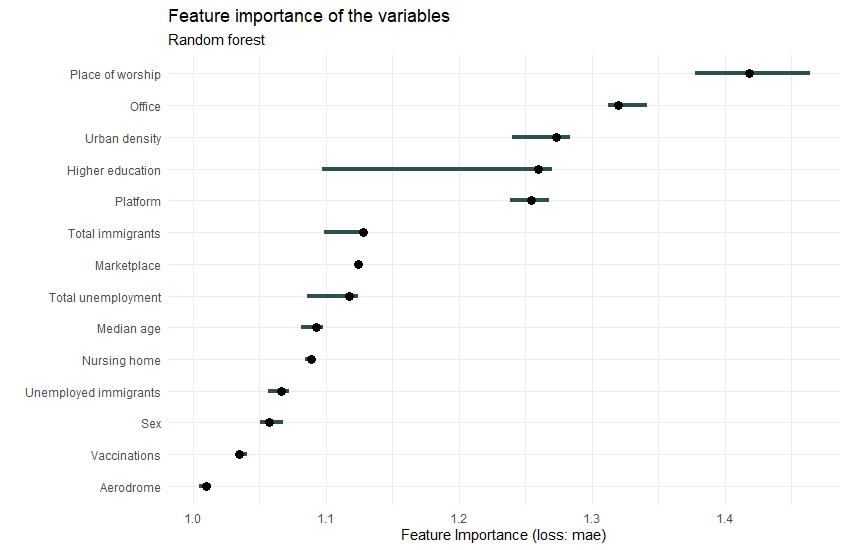 Feature importance of the variables
Random forest
Place of worship
Office
Urban density
Higher education
Platform
Total immigrants
Marketplace
Total unemployment
Median age
Nursing home
Unemployed immigrants
Sex
Vaccinations
Aerodrome
1.0 1.1 1.2 1.3 1.4
Feature Importance (loss: mae)